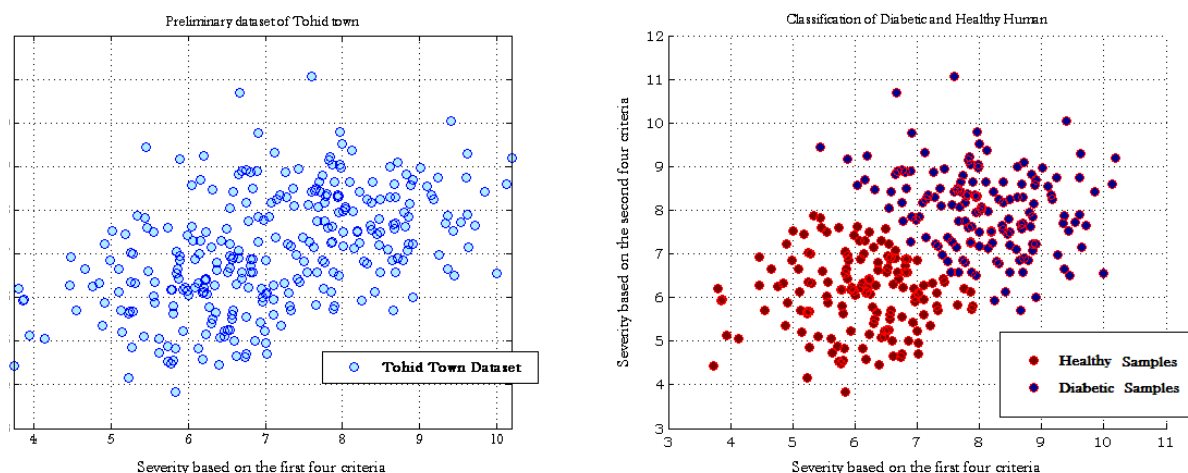 Preliminary dataset of Tohid town
Tohid Town Dataset
4 5 6 7 8 9 10
Severity based on the first four criteria
Classification of Diabetic and Healthy Human
Severity based on the second four criteria
12
11
10
9
8
7
6
5
4
3
Healthy Samples
Diabetic Samples
3 4 5 6 7 8 9 10 11
Severity based on the first four criteria